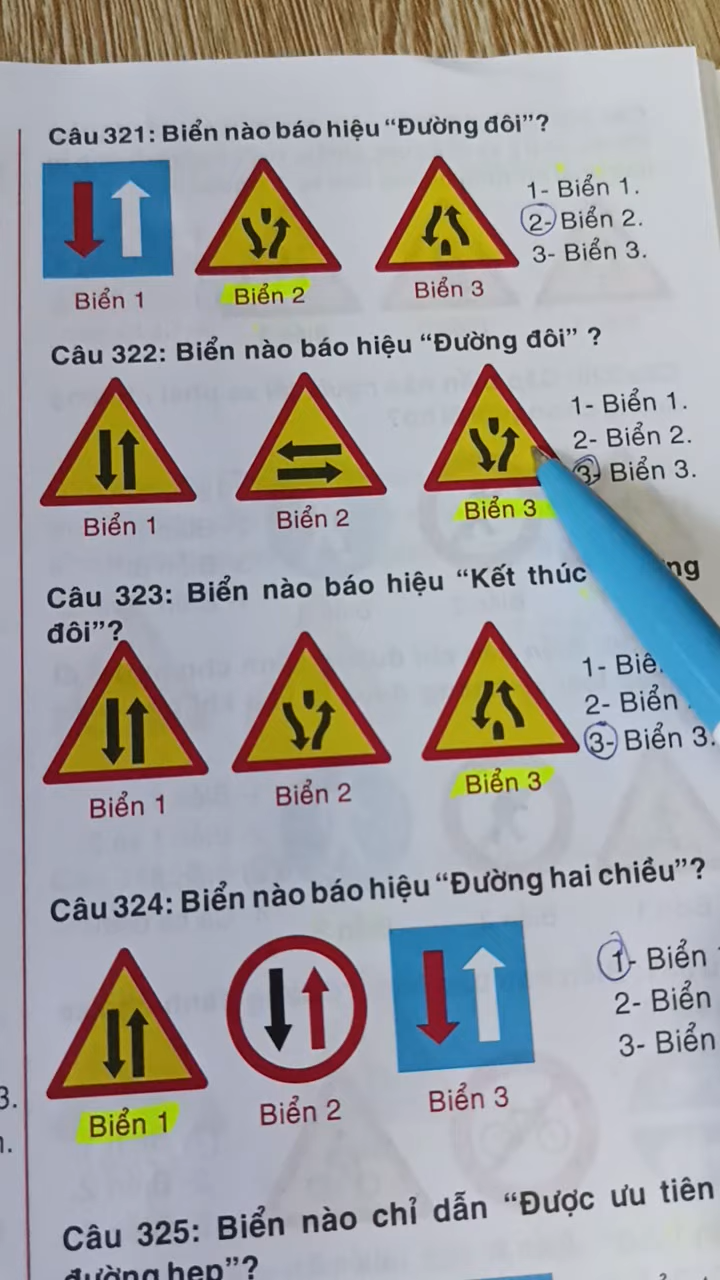 Câu 321: Biển nào báo hiệu “Đường đôi”?
1- Biển 1.
2- Biển 2.
3- Biển 3.
Biển 1
Biển 2
Biển 3
Câu 322: Biển nào báo hiệu “Đường đôi” ?
1- Biển 1.
2- Biển 2.
3- Biển 3.
Biển 1
Biển 2
Biển 3
Câu 323: Biển nào báo hiệu “Kết thúc
đôi”?
1-
2- Biển
3- Biển 3.
Biển 1
Biển 2
Biển 3
Câu 324: Biển nào báo hiệu “Đường hai chiều”?
1- Biển
2- Biển
3- Biển
Biển 1
Biển 2
Biển 3
3.
Câu 325: Biển nào chỉ dẫn “Được ưu tiên
đường hẹp”?